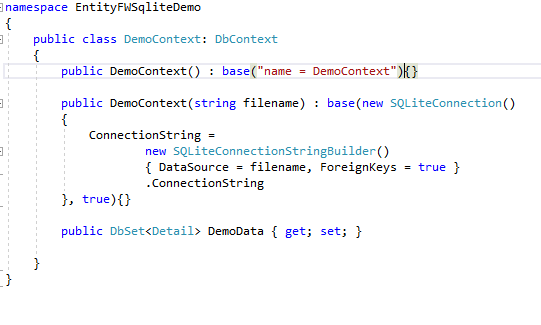 namespace EntityFWSqliteDemo
{
public class DemoContext: DbContext
{
public DemoContext() : base("name = DemoContext"){}
public DemoContext(string filename) : base(new SQLiteConnection()
{
ConnectionString =
new SQLiteConnectionStringBuilder()
{ DataSource = filename, ForeignKeys = true }
.ConnectionString
}, true){}
public DbSet<Detail> DemoData { get; set; }
}
}